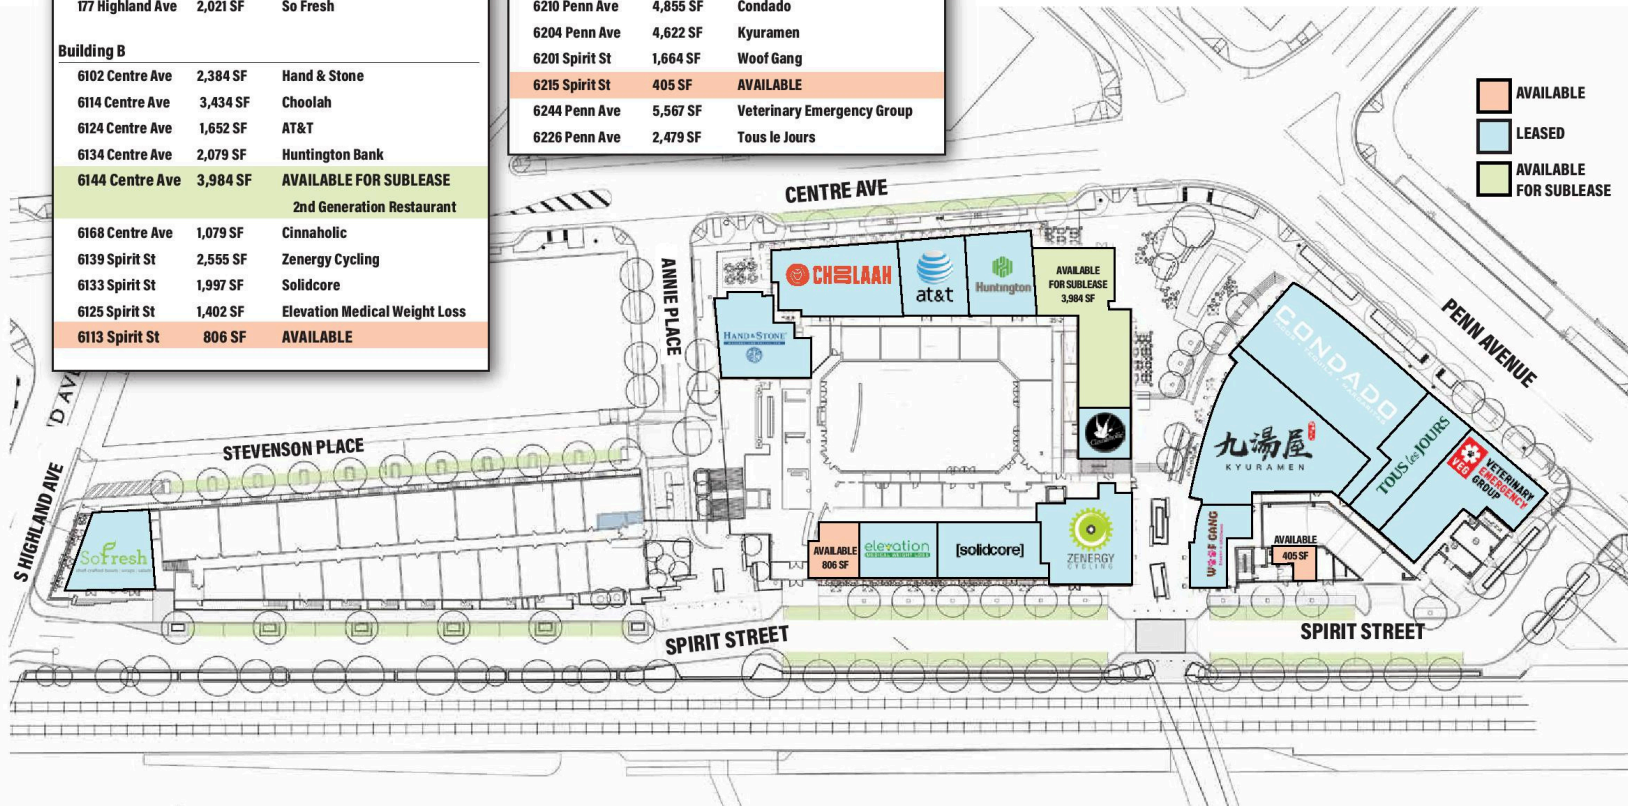 177 Highland Ave 2,021 SF So Fresh
Building B
6102 Centre Ave 2,384 SF Hand & Stone
6114 Centre Ave 3,434 SF Choolah
6124 Centre Ave 1,652 SF AT&T
6134 Centre Ave 2,079 SF Huntington Bank
6144 Centre Ave 3,984 SF AVAILABLE FOR SUBLEASE
2nd Generation Restaurant
6168 Centre Ave 1,079 SF Cinnaholic
6139 Spirit St 2,555 SF Zenergy Cycling
6133 Spirit St 1,997 SF Solidcore
6125 Spirit St 1,402 SF Elevation Medical Weight Loss
6113 Spirit St 806 SF AVAILABLE
6210 Penn Ave 4,855 SF Condado
6204 Penn Ave 4,622 SF Kyuramen
6201 Spirit St 1,664 SF Woof Gang
6215 Spirit St 405 SF AVAILABLE
6244 Penn Ave 5,567 SF Veterinary Emergency Group
6226 Penn Ave 2,479 SF Tous le Jours
AVAILABLE
LEASED
AVAILABLE
FOR SUBLEASE
CENTRE AVE
ANNIE PLACE
PENN AVENUE
'D AVE
STEVENSON PLACE
S HIGHLAND AVE
SPIRIT STREET
SPIRIT STREET
CHOOLAAH
at&t
Huntington
AVAILABLE
FOR SUBLEASE
3,984 SF
HAND & STONE
Cinnaholic
CONDADO
九湯屋
KYURAMEN
TOUS les JOURS
VEG
VETERINARY
EMERGENCY
GROUP
WOOF GANG
AVAILABLE
405 SF
SoFresh
AVAILABLE
806 SF
elevation
MEDICAL WEIGHT LOSS
[solidcore]
ZENERGY
CYCLING